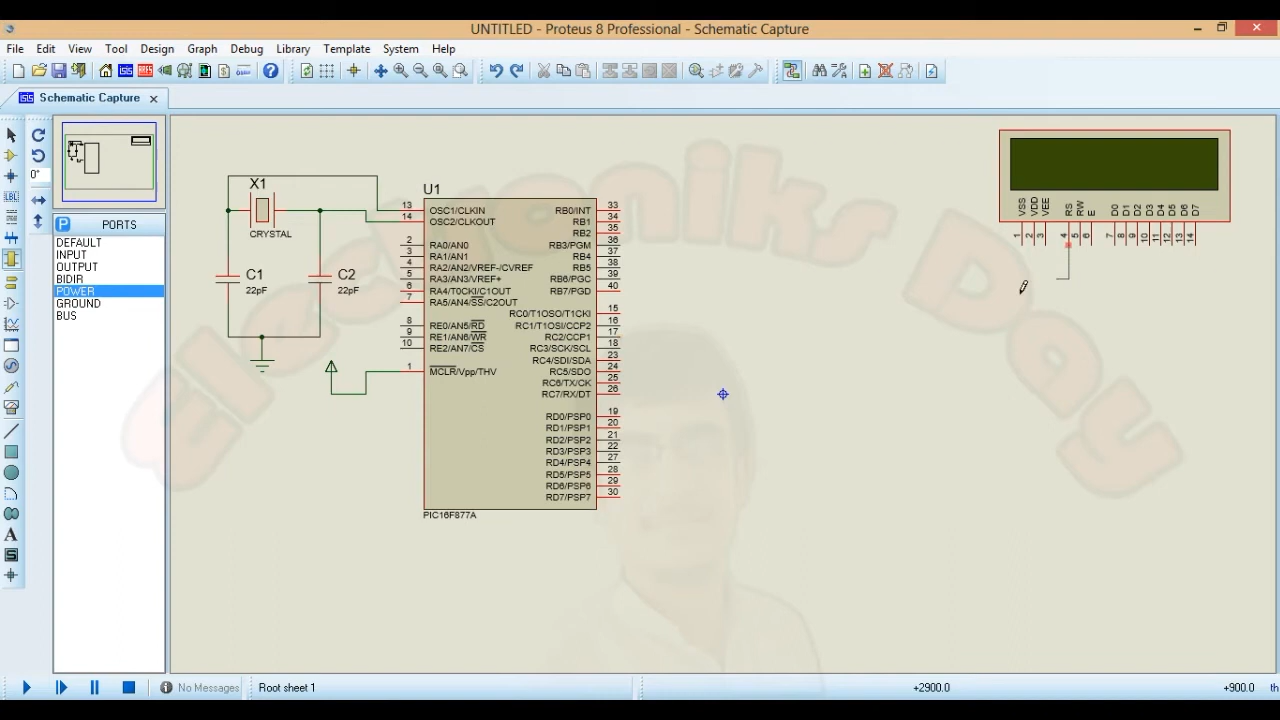 UNTITLED - Proteus 8 Professional - Schematic Capture
File Edit View Tool Design Graph Debug Library Template System Help
Schematic Capture
0°
LBL
P PORTS
DEFAULT
INPUT
OUTPUT
BIDIR
POWER
GROUND
BUS
A
S
X1
CRYSTAL
C1
22pF
C2
22pF
U1
13 OSC1/CLKIN
14 OSC2/CLKOUT
2 RA0/AN0
3 RA1/AN1
4 RA2/AN2/VREF-/CVREF
5 RA3/AN3/VREF+
6 RA4/T0CKI/C1OUT
7 RA5/AN4/SS/C2OUT
8 RE0/AN5/RD
9 RE1/AN6/WR
10 RE2/AN7/CS
1 MCLR/Vpp/THV
RB0/INT 33
RB1 34
RB2 35
RB3/PGM 36
RB4 37
RB5 38
RB6/PGC 39
RB7/PGD 40
RC0/T1OSO/T1CKI 15
RC1/T1OSI/CCP2 16
RC2/CCP1 17
RC3/SCK/SCL 18
RC4/SDI/SDA 23
RC5/SDO 24
RC6/TX/CK 25
RC7/RX/DT 26
RD0/PSP0 19
RD1/PSP1 20
RD2/PSP2 21
RD3/PSP3 22
RD4/PSP4 27
RD5/PSP5 28
RD6/PSP6 29
RD7/PSP7 30
PIC16F877A
VSS VDD VEE RS RW E D0 D1 D2 D3 D4 D5 D6 D7
1 2 3 4 5 6 7 8 9 10 11 12 13 14
Electroniks Day
No Messages Root sheet 1 +2900.0 +900.0 th